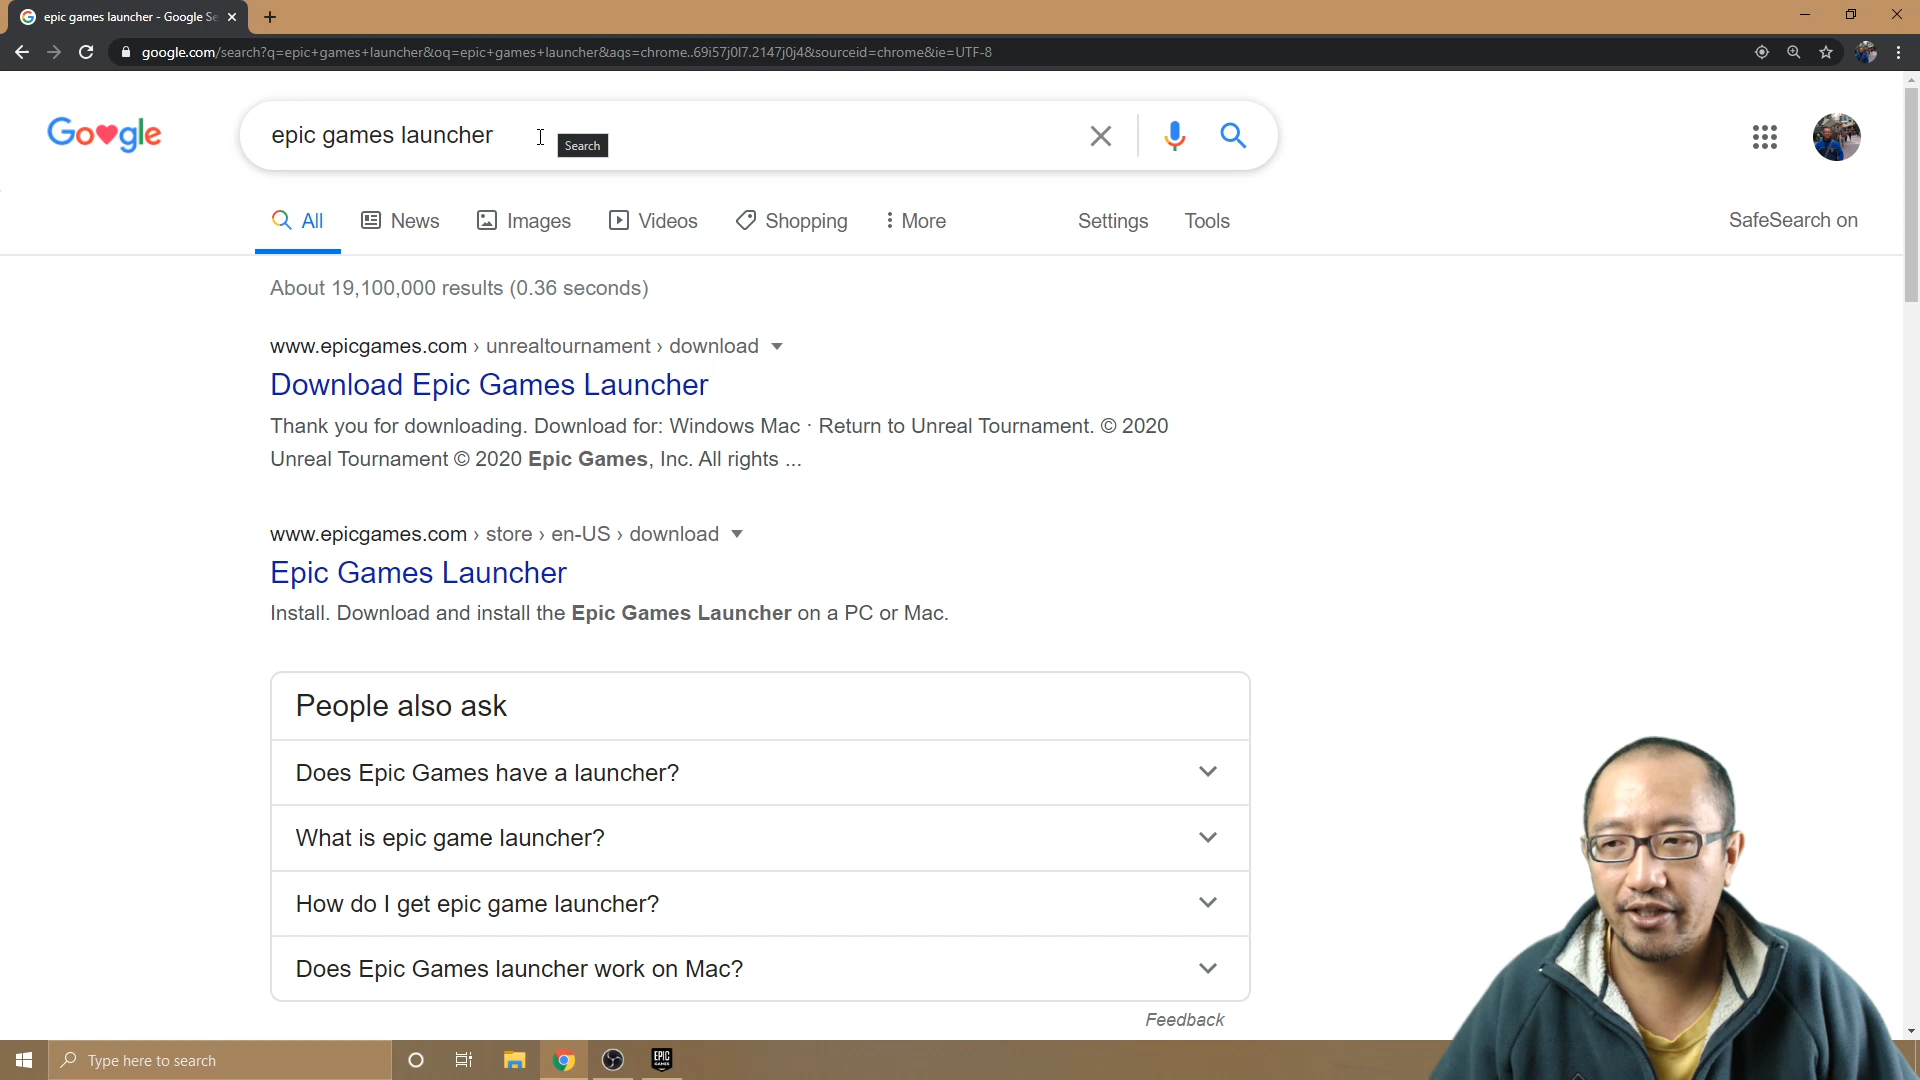 epic games launcher - Google Se
google.com/search?q=epic+games+launcher&oq=epic+games+launcher&aqs=chrome..69i57j0l7.2147j0j4&sourceid=chrome&ie=UTF-8
Go gle
epic games launcher
Search
All
News
Images
Videos
Shopping
More
Settings
Tools
SafeSearch on
About 19,100,000 results (0.36 seconds)
www.epicgames.com › unrealtournament › download
Download Epic Games Launcher
Thank you for downloading. Download for: Windows Mac · Return to Unreal Tournament. © 2020
Unreal Tournament © 2020 Epic Games, Inc. All rights ...
www.epicgames.com › store › en-US › download
Epic Games Launcher
Install. Download and install the Epic Games Launcher on a PC or Mac.
People also ask
Does Epic Games have a launcher?
What is epic game launcher?
How do I get epic game launcher?
Does Epic Games launcher work on Mac?
Feedback
Type here to search
EPIC
GAMES